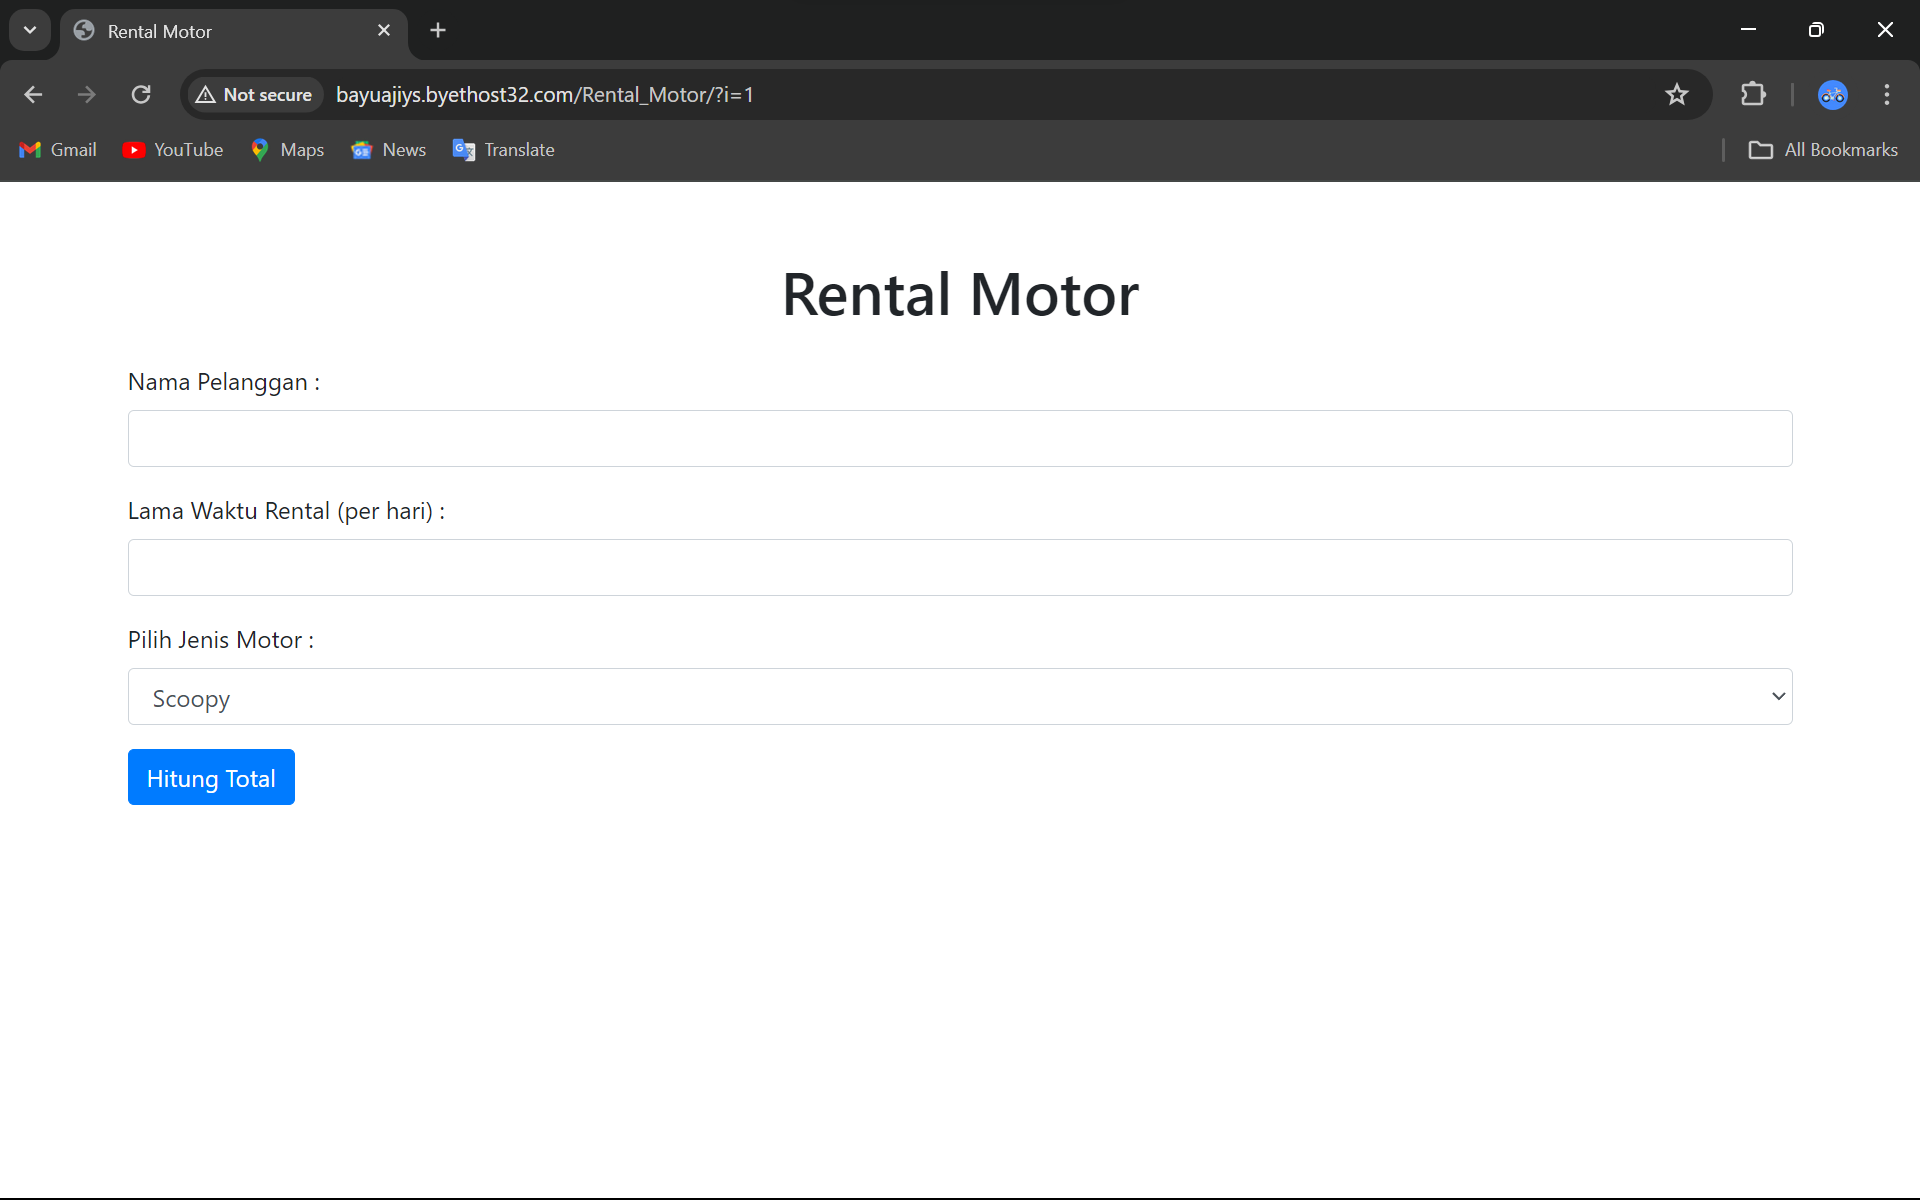 Rental Motor
Not secure
bayuajiys.byethost32.com/Rental_Motor/?i=1
Gmail
YouTube
Maps
News
Translate
All Bookmarks
Rental Motor
Nama Pelanggan :
Lama Waktu Rental (per hari) :
Pilih Jenis Motor :
Scoopy
Hitung Total